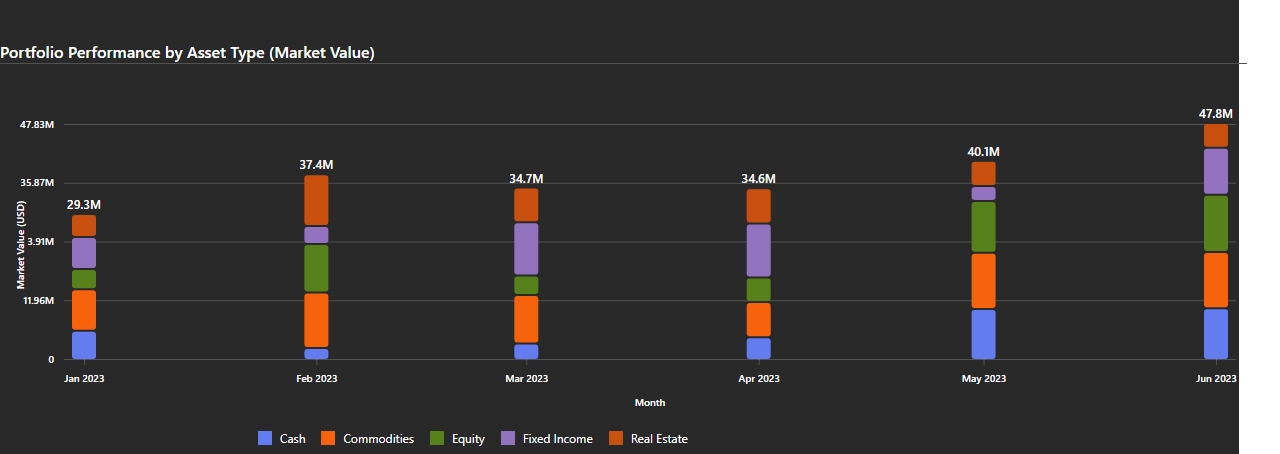 Portfolio Performance by Asset Type (Market Value)
47.83M
35.87M
3.91M
11.96M
0
Market Value (USD)
29.3M
37.4M
34.7M
34.6M
40.1M
47.8M
Jan 2023
Feb 2023
Mar 2023
Apr 2023
May 2023
Jun 2023
Month
Cash
Commodities
Equity
Fixed Income
Real Estate